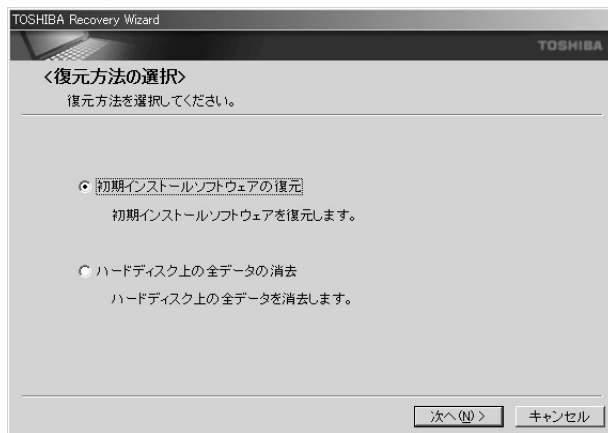 TOSHIBA Recovery Wizard
TOSHIBA
<復元方法の選択>
復元方法を選択してください。
初期インストールソフトウェアの復元
初期インストールソフトウェアを復元します。
ハードディスク上の全データの消去
ハードディスク上の全データを消去します。
次へ(N) > キャンセル